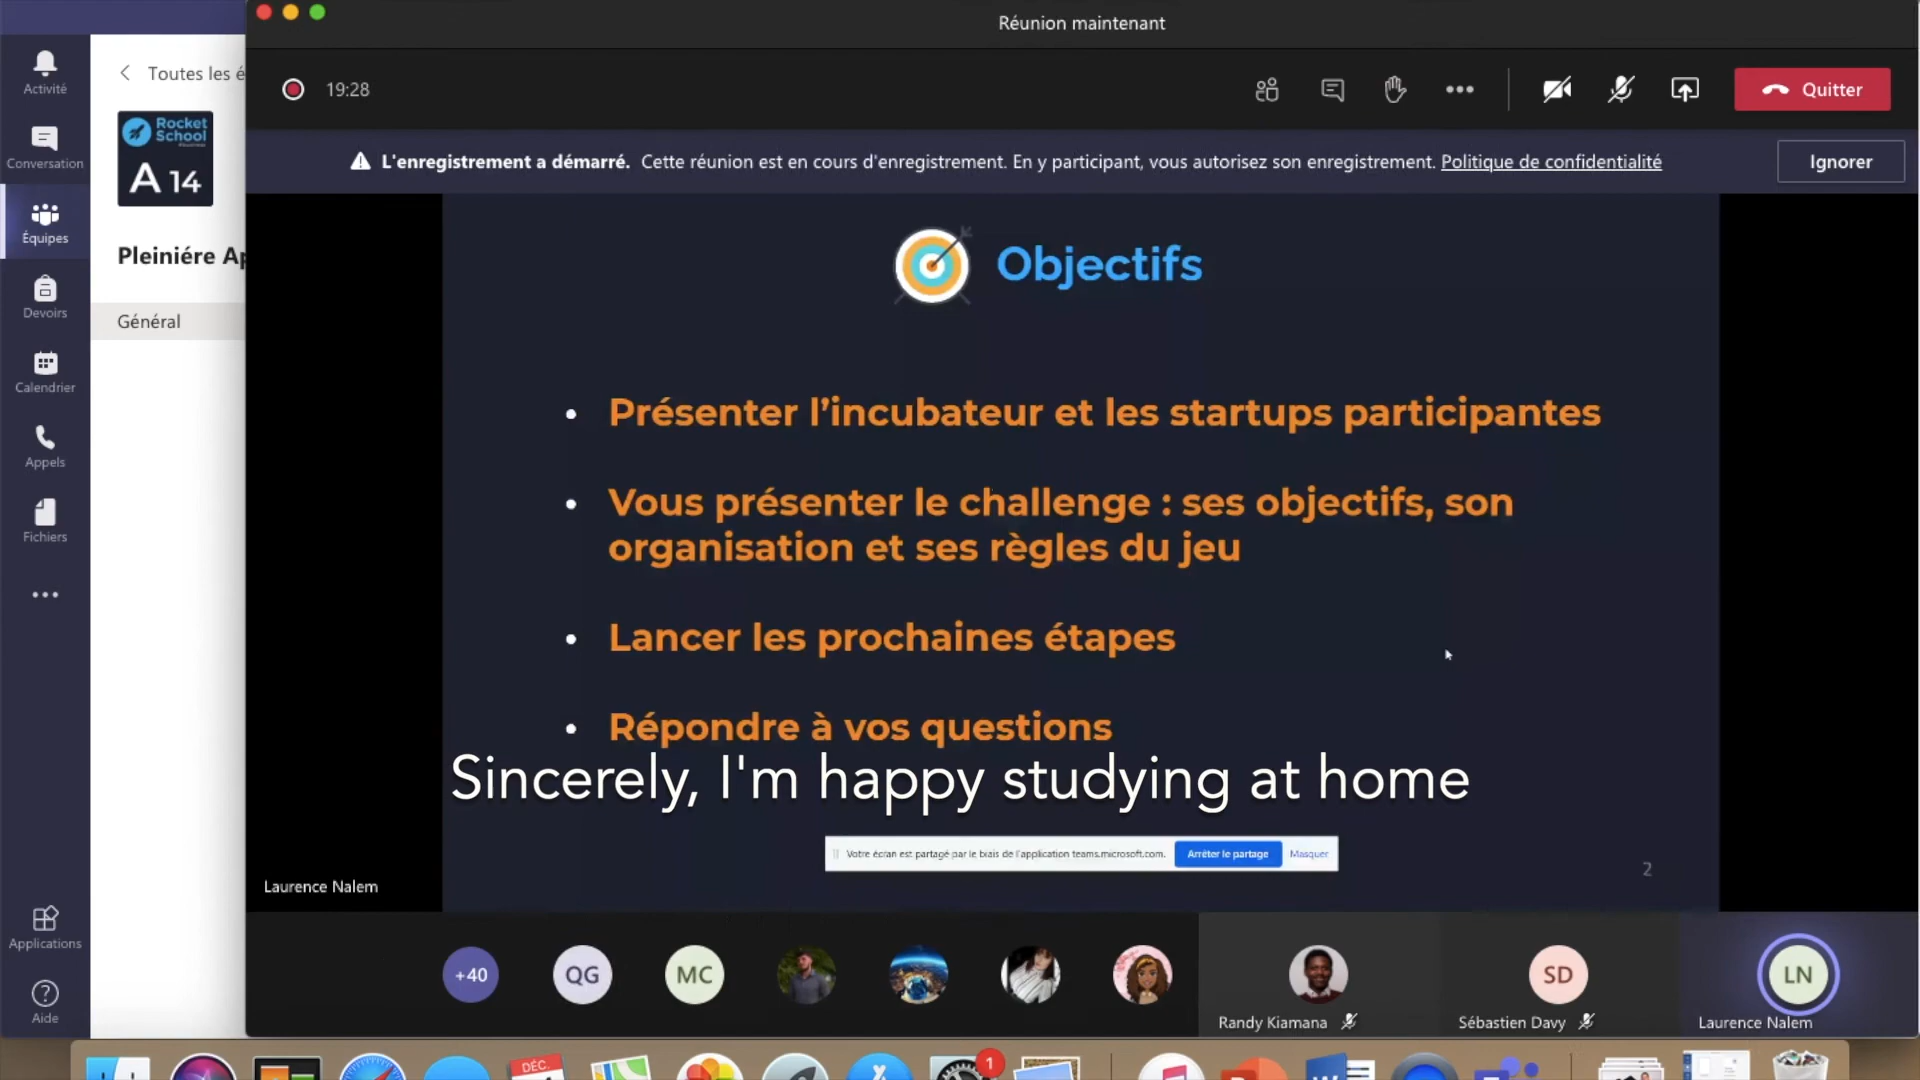 Réunion maintenant
Activité
Conversation
Équipes
Devoirs
Calendrier
Appels
Fichiers
Applications
Aide
Toutes les é
Rocket
School
A 14
Pleiniére Ap
Général
19:28
Quitter
L'enregistrement a démarré. Cette réunion est en cours d'enregistrement. En y participant, vous autorisez son enregistrement. Politique de confidentialité
Ignorer
Objectifs
• Présenter l'incubateur et les startups participantes
• Vous présenter le challenge : ses objectifs, son
organisation et ses règles du jeu
• Lancer les prochaines étapes
• Répondre à vos questions
Sincerely, I'm happy studying at home
Votre écran est partagé par le biais de l'application teams.microsoft.com.
Arrêter le partage
Masquer
2
Laurence Nalem
+40
QG
MC
SD
LN
Randy Kiamana
Sébastien Davy
Laurence Nalem
DÉC.
1